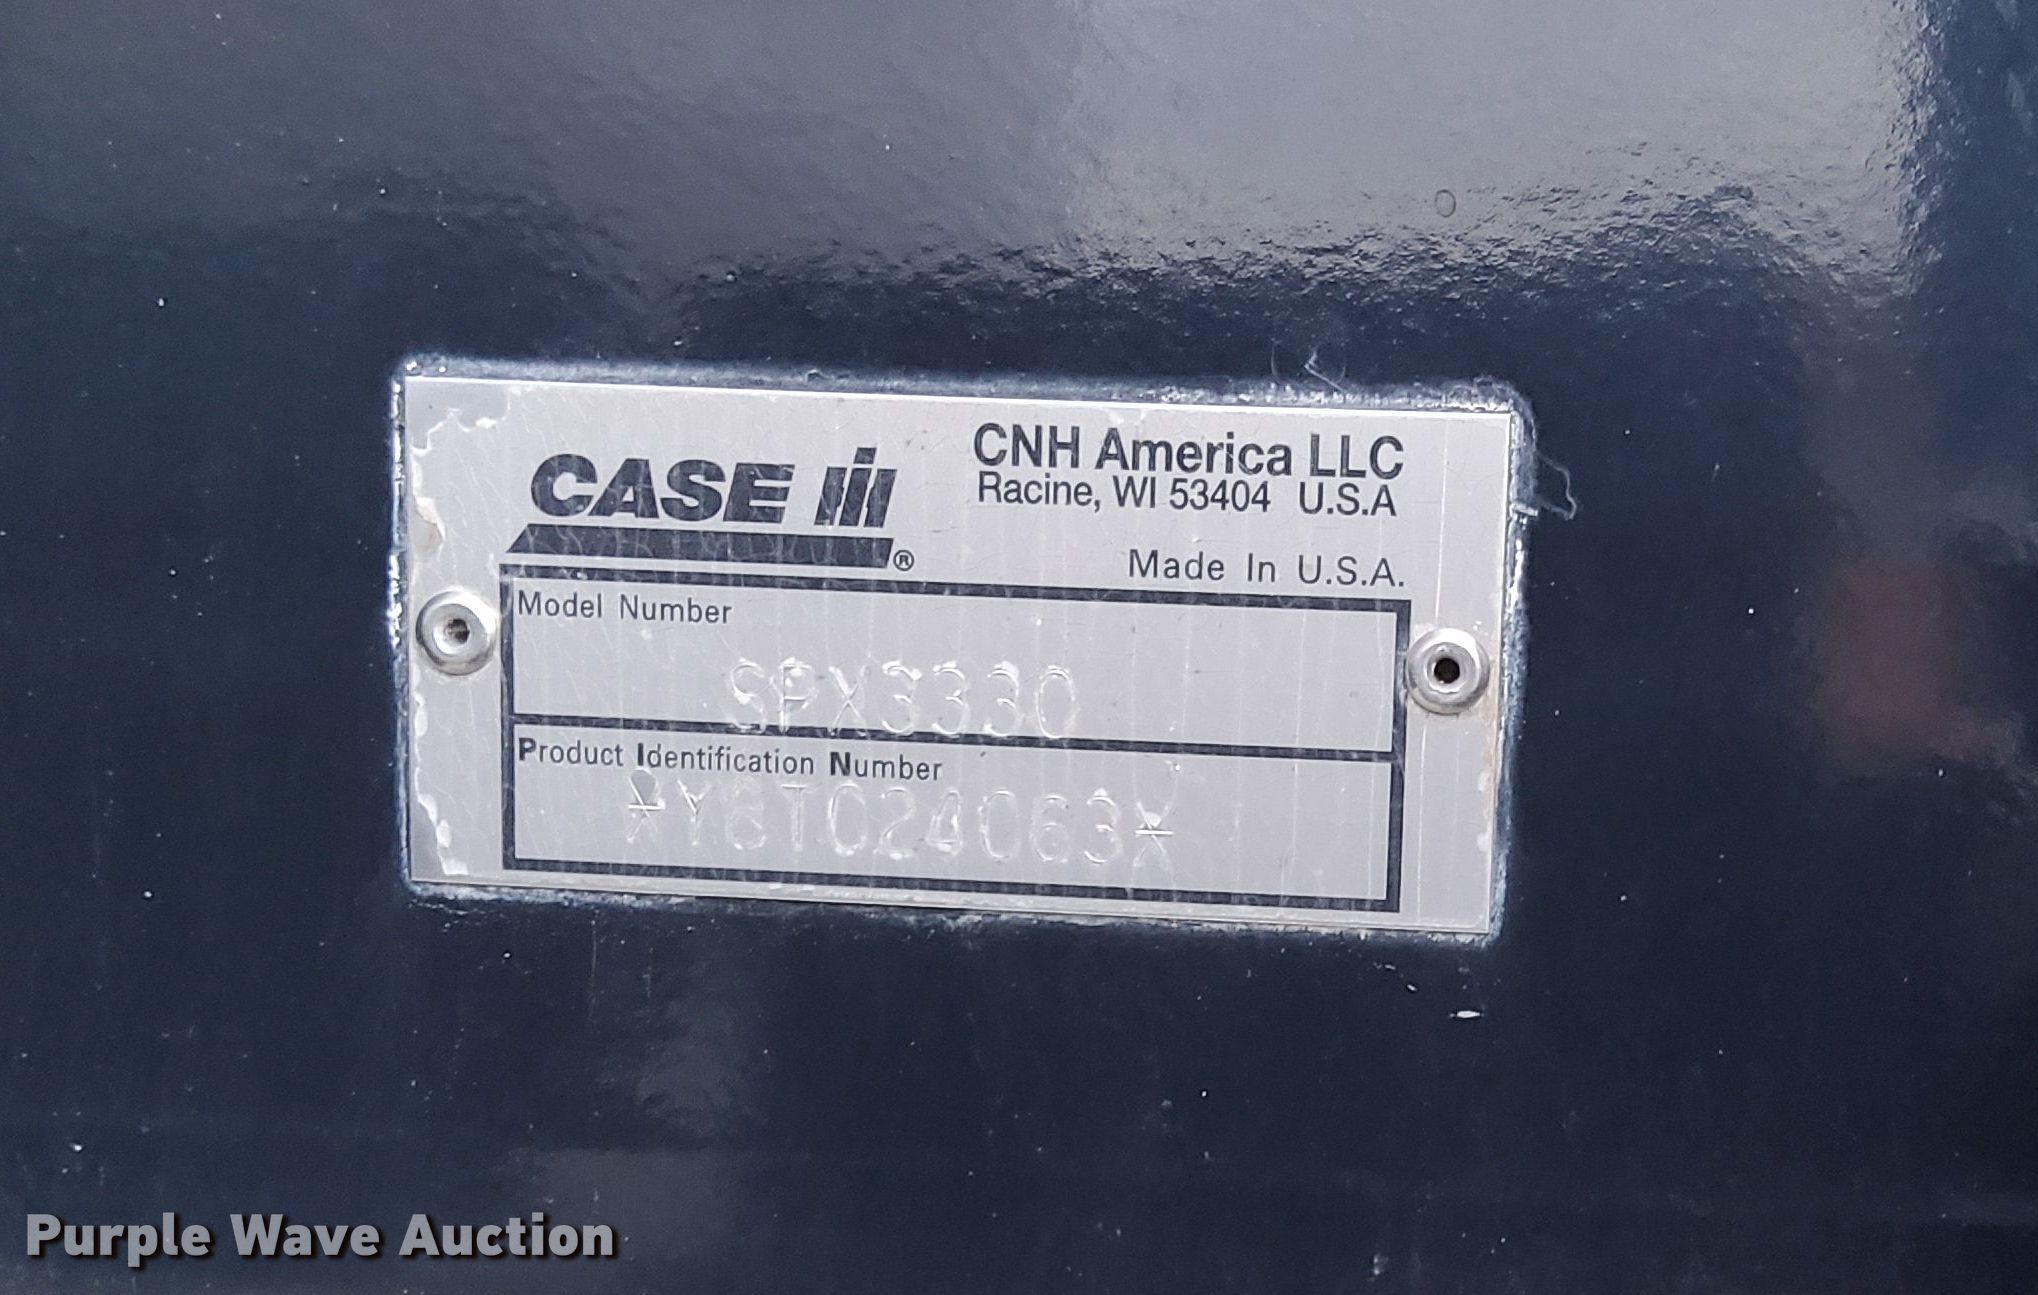 CASE IH ®
CNH America LLC
Racine, WI 53404 U.S.A
Made In U.S.A.
Model Number
SPX3330
Product Identification Number
*Y6T024063*
Purple Wave Auction